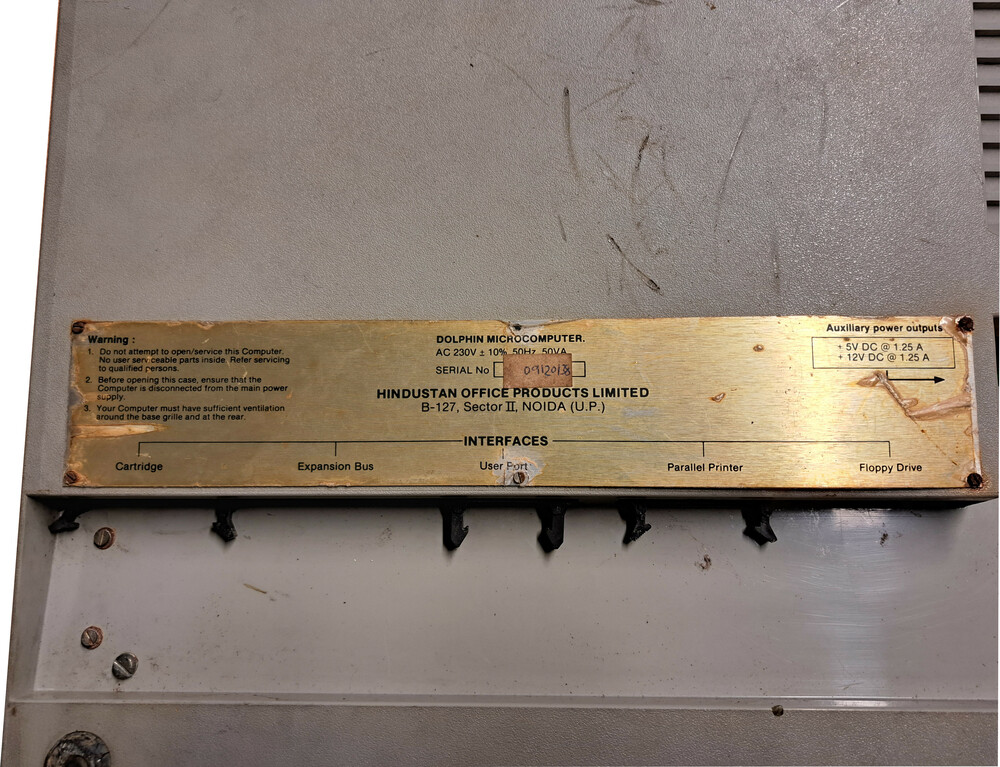 Warning :
1. Do not attempt to open/service this Computer.
No user serviceable parts inside. Refer servicing
to qualified persons.
2. Before opening this case, ensure that the
Computer is disconnected from the main power
supply.
3. Your Computer must have sufficient ventilation
around the base grille and at the rear.
DOLPHIN MICROCOMPUTER.
AC 230V ± 10%, 50Hz, 50VA
SERIAL No
HINDUSTAN OFFICE PRODUCTS LIMITED
B-127, Sector II, NOIDA (U.P.)
Auxiliary power outputs
+ 5V DC @ 1.25 A
+ 12V DC @ 1.25 A
INTERFACES
Cartridge
Expansion Bus
User Port
Parallel Printer
Floppy Drive